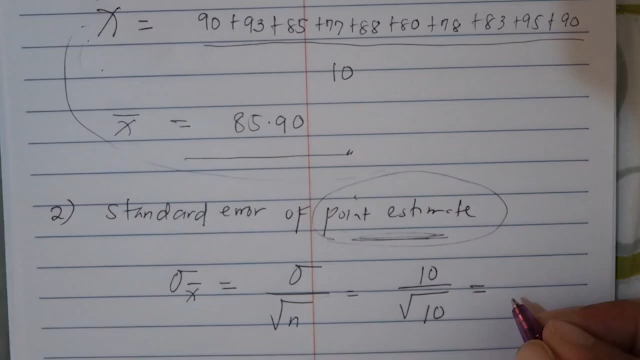 x̄ = 90 + 93 + 85 + 77 + 88 + 80 + 78 + 83 + 95 + 90
10
x̄ = 85.90
2) Standard error of point estimate
σx̄ = σ / √n = 10 / √10 =